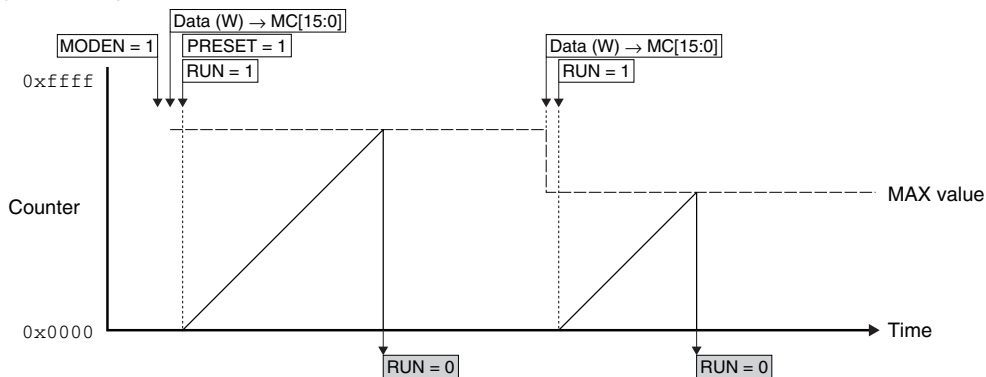 Data (W) → MC[15:0]
MODEN = 1
PRESET = 1
RUN = 1
Data (W) → MC[15:0]
RUN = 1
0xffff
Counter
MAX value
0x0000
Time
RUN = 0
RUN = 0